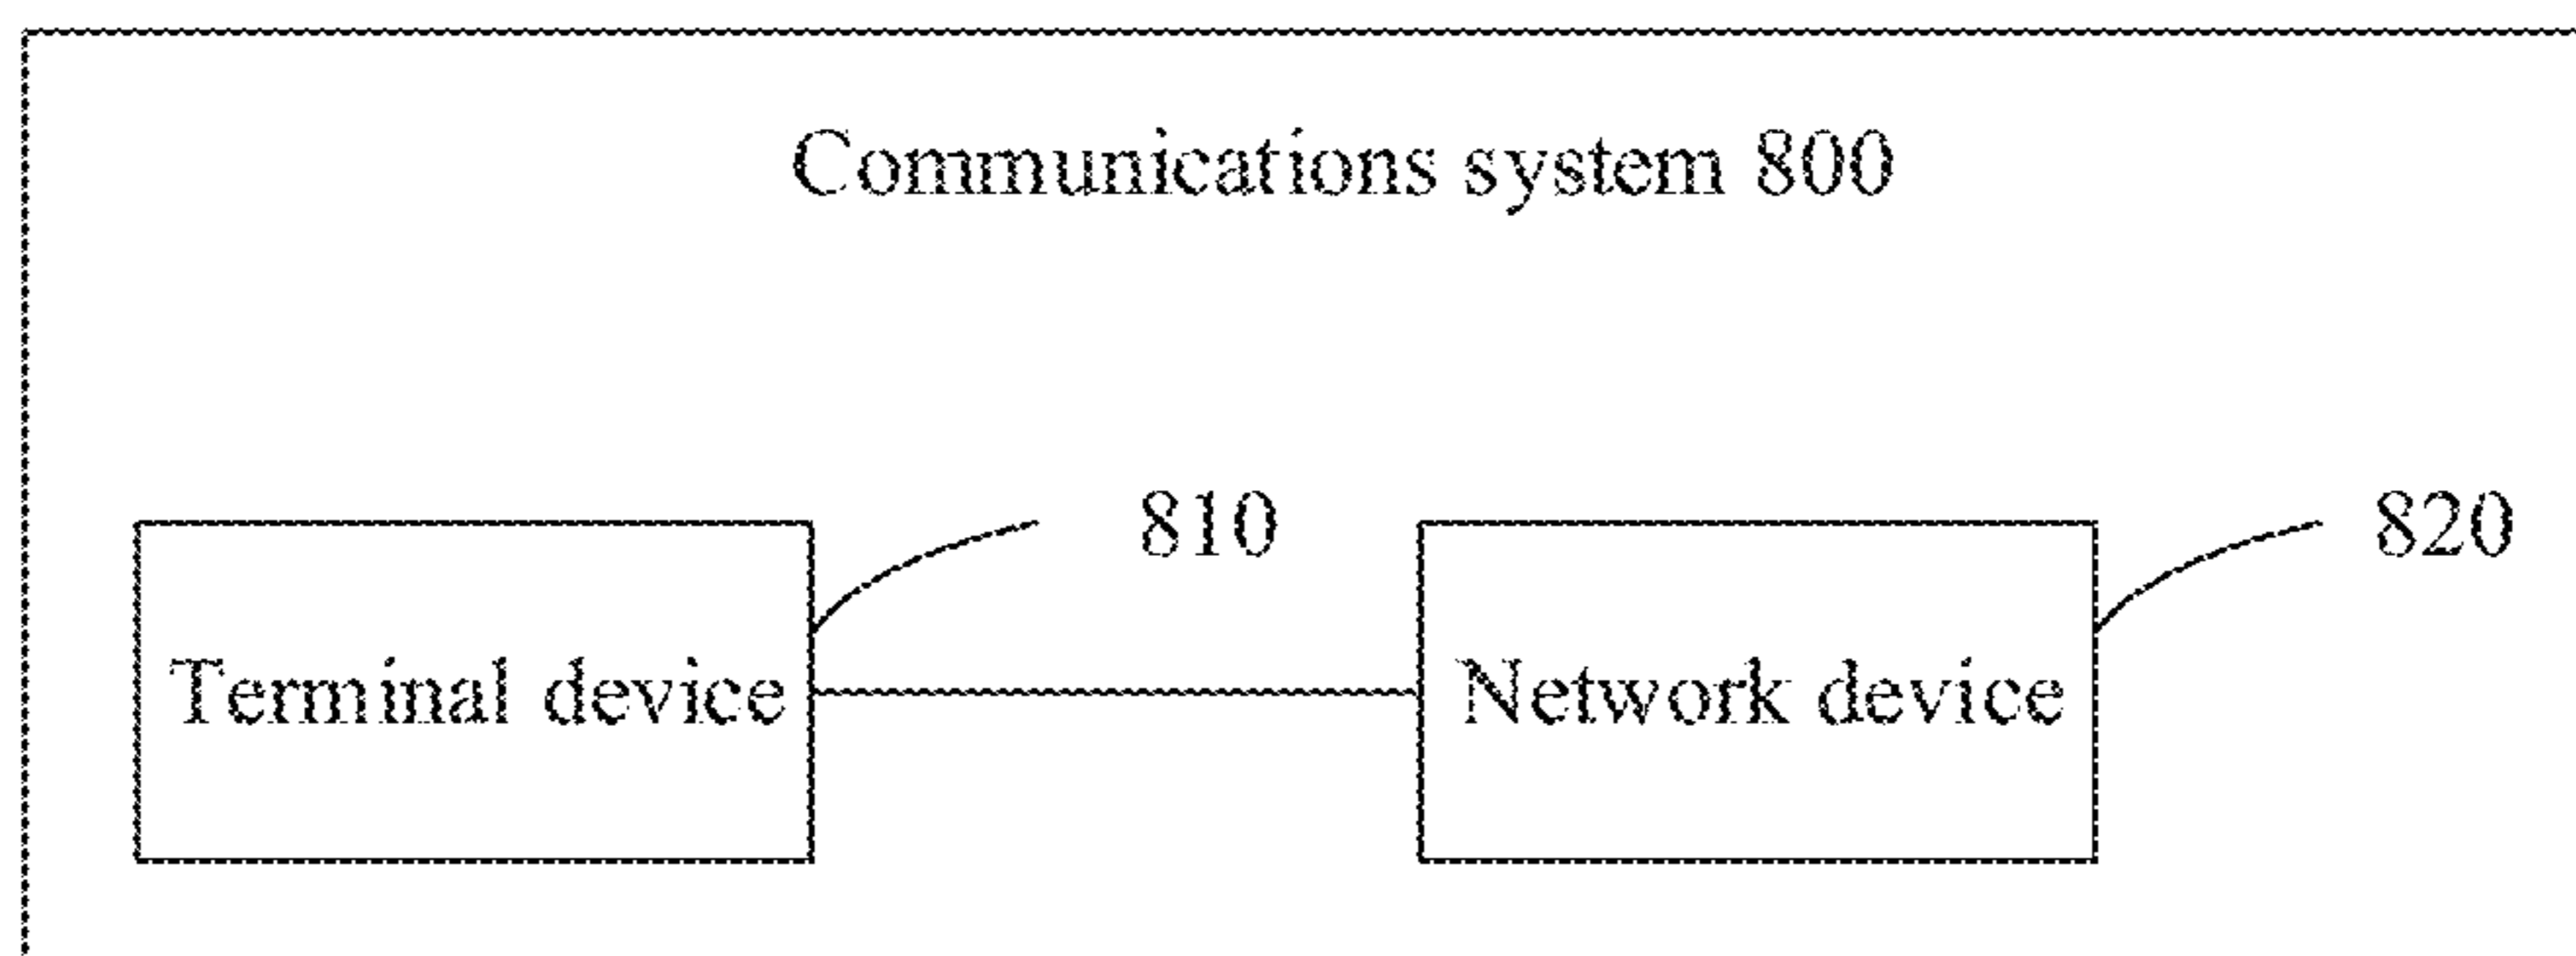 Communications system 800
810
820
Terminal device
Network device